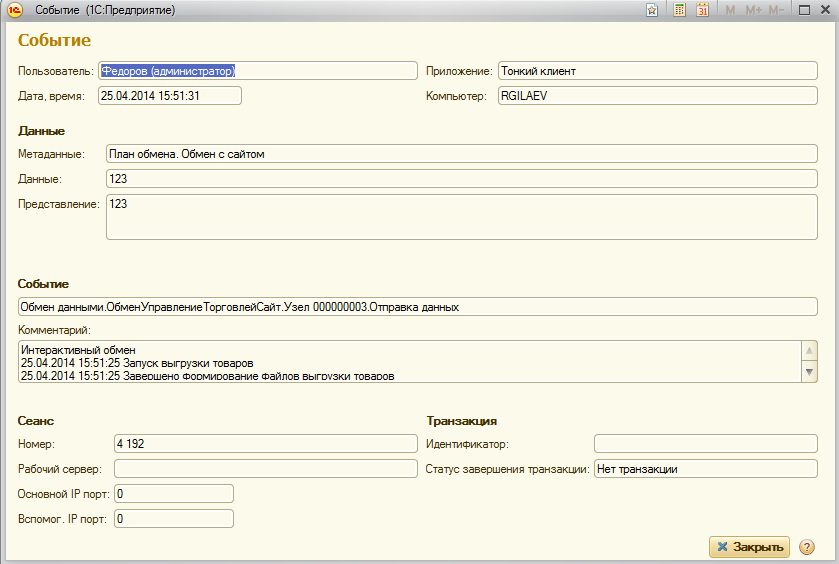 Событие (1С:Предприятие)
31 M M+ M-
Событие
Пользователь: Федоров (администратор) Приложение: Тонкий клиент
Дата, время: 25.04.2014 15:51:31 Компьютер: RGILAEV
Данные
Метаданные: План обмена. Обмен с сайтом
Данные: 123
Представление: 123
Событие
Обмен данными.ОбменУправлениеТорговлейСайт.Узел 000000003.Отправка данных
Комментарий:
Интерактивный обмен
25.04.2014 15:51:25 Запуск выгрузки товаров
25.04.2014 15:51:25 Завершено формирование файлов выгрузки товаров
Сеанс Транзакция
Номер: 4 192 Идентификатор:
Рабочий сервер: Статус завершения транзакции: Нет транзакции
Основной IP порт: 0
Вспомог. IP порт: 0
Закрыть ?